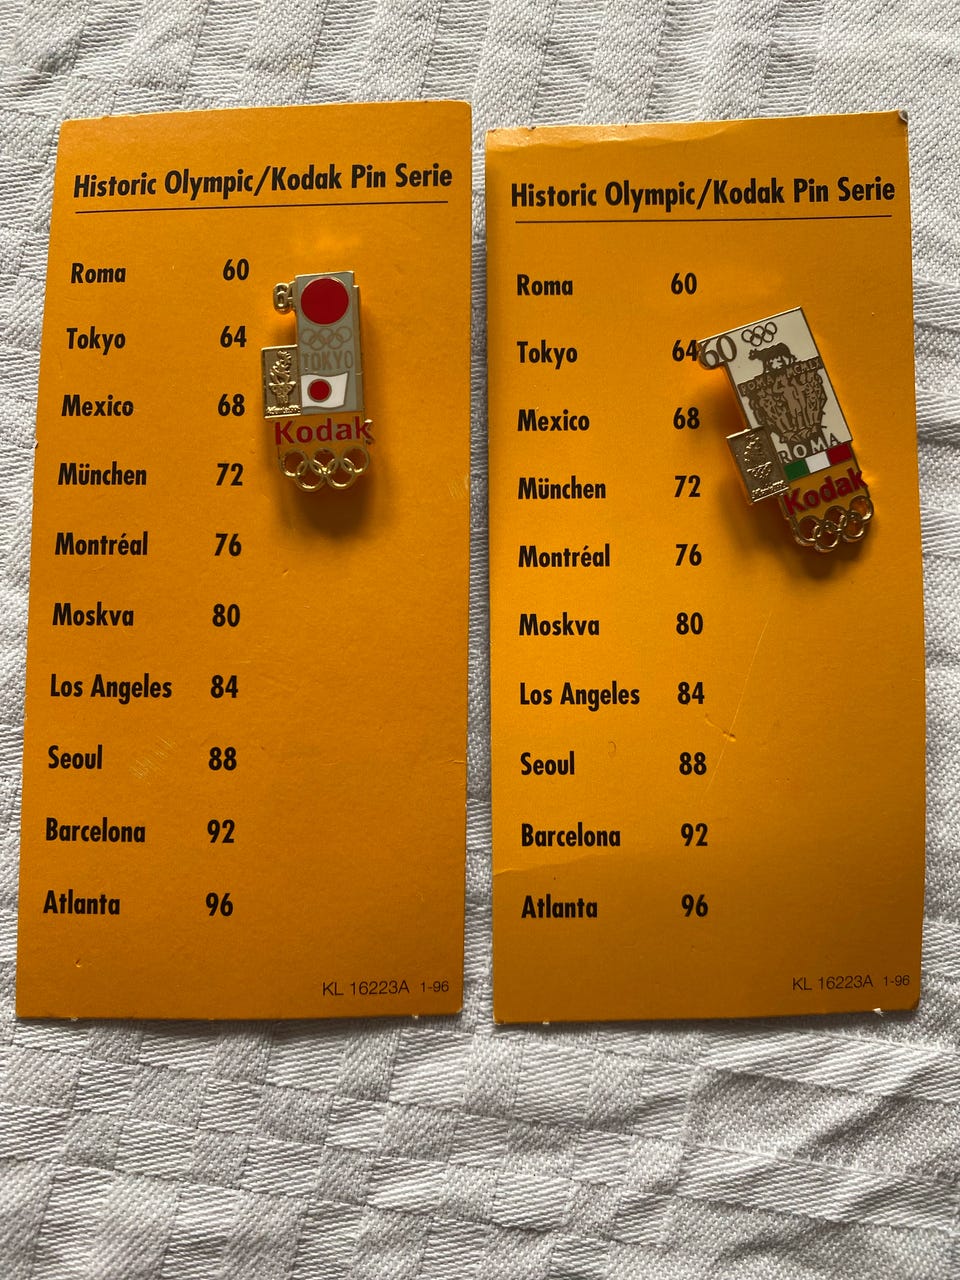 Historic Olympic/Kodak Pin Serie
Roma 60
Tokyo 64
Mexico 68
München 72
Montréal 76
Moskva 80
Los Angeles 84
Seoul 88
Barcelona 92
Atlanta 96
KL 16223A 1-96
64
TOKYO
Kodak
Historic Olympic/Kodak Pin Serie
Roma 60
Tokyo 64
Mexico 68
München 72
Montréal 76
Moskva 80
Los Angeles 84
Seoul 88
Barcelona 92
Atlanta 96
KL 16223A 1-96
60
ROMA MCMLX
ROMA
Kodak